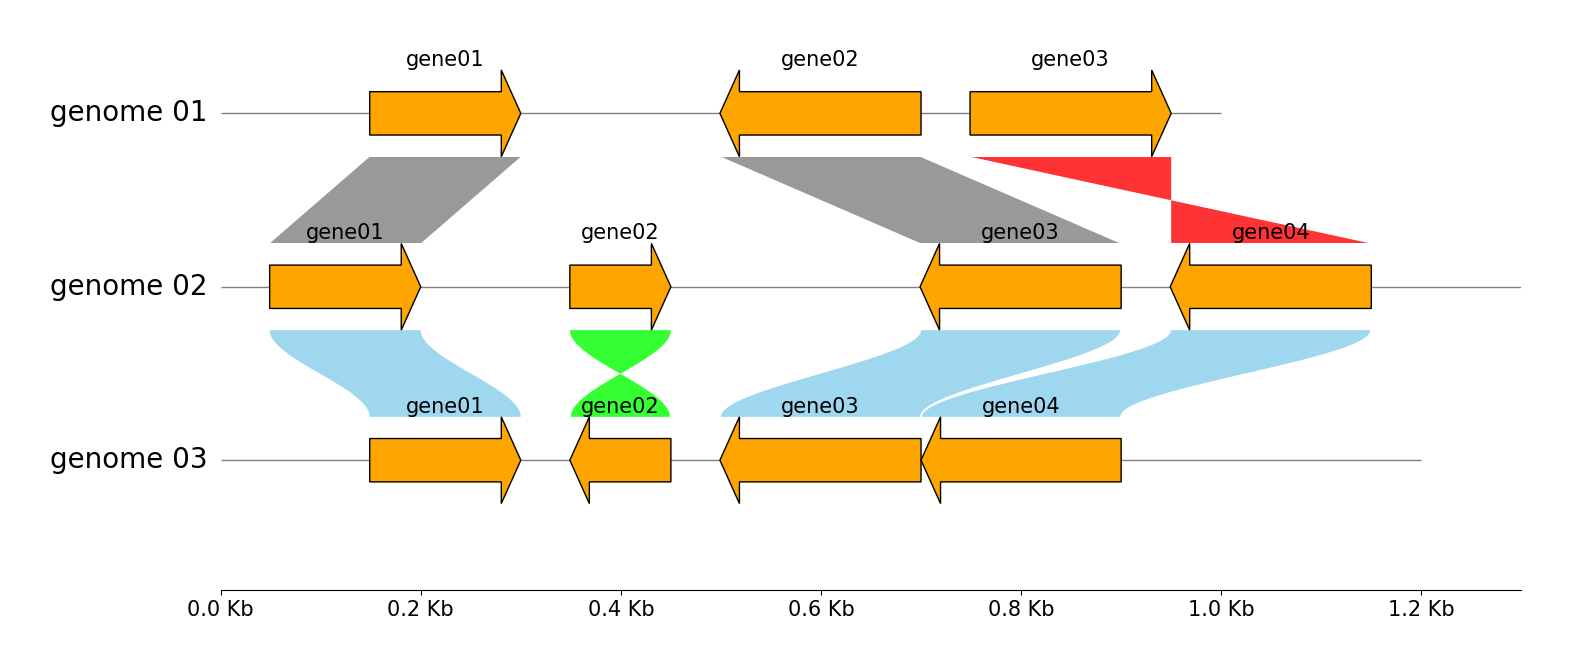 gene01 gene02 gene03
genome 01
gene01 gene02 gene03 gene04
genome 02
gene01 gene02 gene03 gene04
genome 03
0.0 Kb 0.2 Kb 0.4 Kb 0.6 Kb 0.8 Kb 1.0 Kb 1.2 Kb